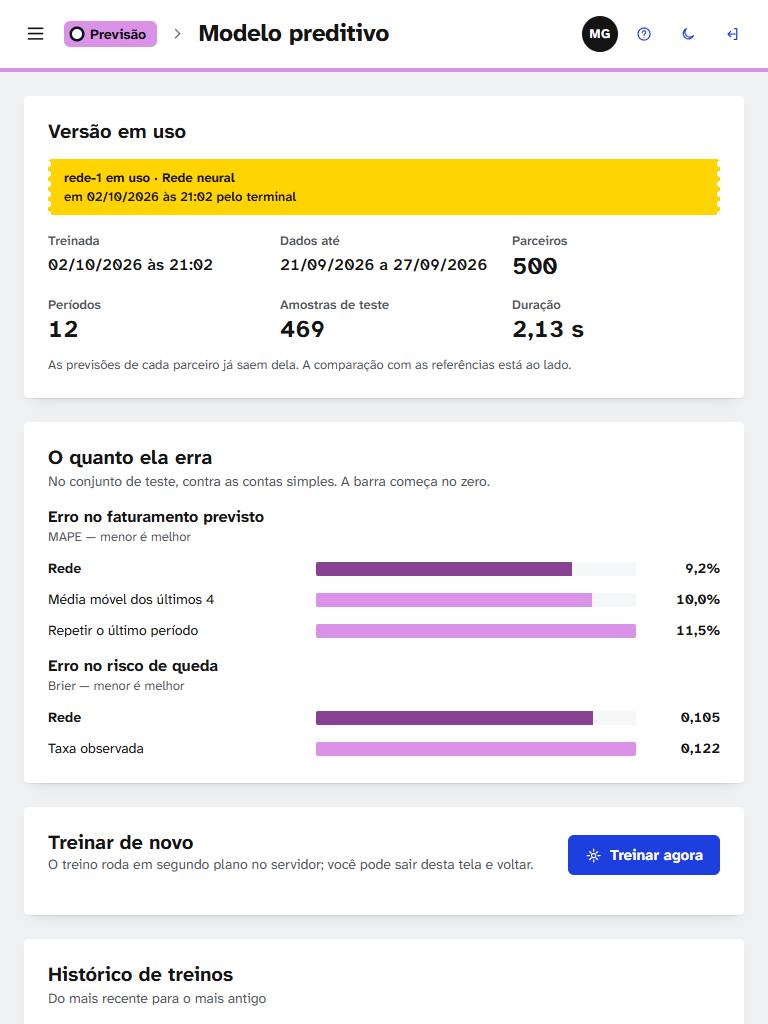 Previsão
Modelo preditivo
MG
Versão em uso
rede-1 em uso · Rede neural
em 02/10/2026 às 21:02 pelo terminal
Treinada
Dados até
Parceiros
02/10/2026 às 21:02
21/09/2026 a 27/09/2026
500
Períodos
Amostras de teste
Duração
12
469
2,13 s
As previsões de cada parceiro já saem dela. A comparação com as referências está ao lado.
O quanto ela erra
No conjunto de teste, contra as contas simples. A barra começa no zero.
Erro no faturamento previsto
MAPE — menor é melhor
Rede 9,2%
Média móvel dos últimos 4 10,0%
Repetir o último período 11,5%
Erro no risco de queda
Brier — menor é melhor
Rede 0,105
Taxa observada 0,122
Treinar de novo
O treino roda em segundo plano no servidor; você pode sair desta tela e voltar.
Treinar agora
Histórico de treinos
Do mais recente para o mais antigo